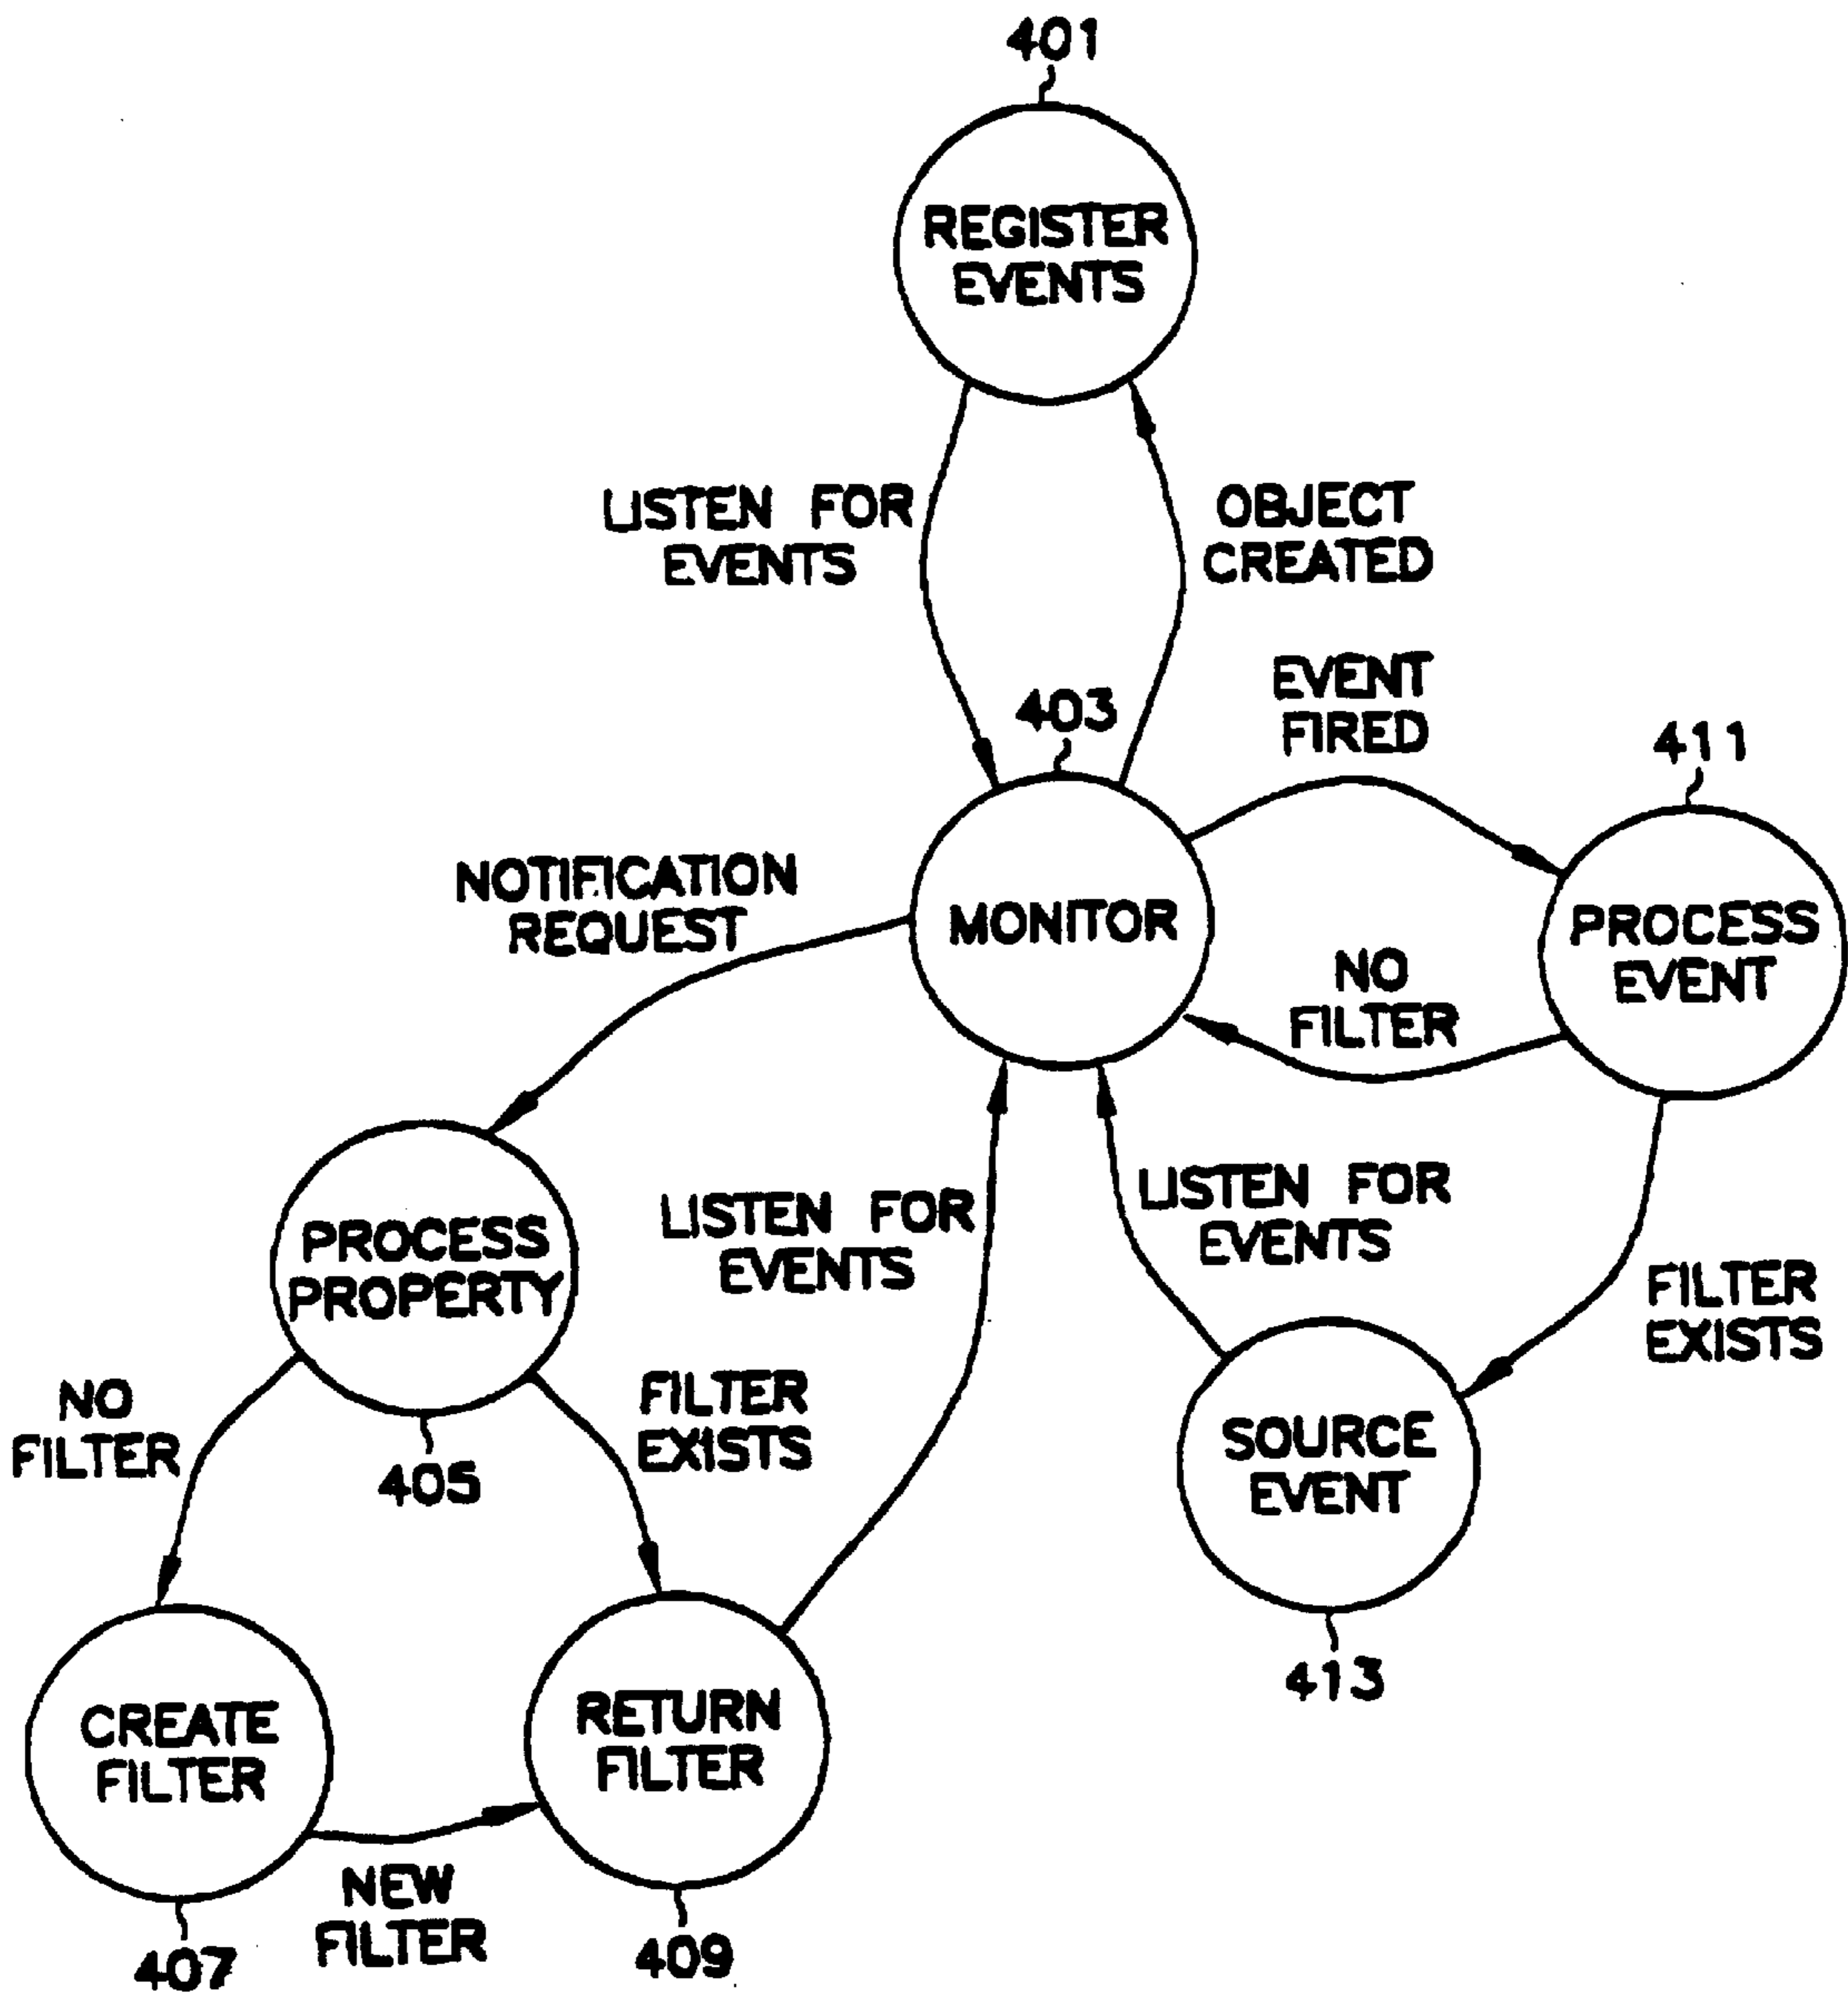 401
REGISTER
EVENTS
LISTEN FOR
EVENTS
OBJECT
CREATED
EVENT
FIRED
403
411
NOTIFICATION
REQUEST
MONITOR
PROCESS
EVENT
NO
FILTER
LISTEN FOR
EVENTS
LISTEN FOR
EVENTS
PROCESS
PROPERTY
FILTER
EXISTS
NO
FILTER
405
FILTER
EXISTS
SOURCE
EVENT
413
CREATE
FILTER
RETURN
FILTER
NEW
FILTER
407
409